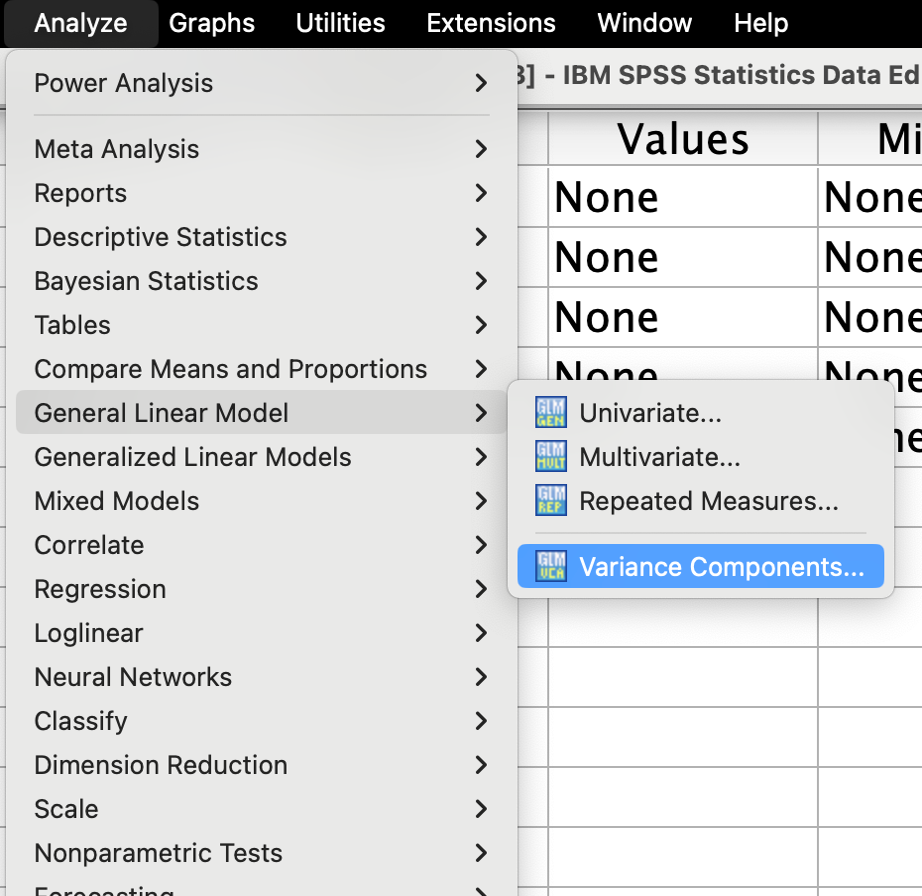 Analyze Graphs Utilities Extensions Window Help
Power Analysis
] - IBM SPSS Statistics Data Ed
Meta Analysis
Values Mi
Reports
None None
Descriptive Statistics
None None
Bayesian Statistics
Tables
None None
Compare Means and Proportions
None None
General Linear Model
GLM GEN Univariate...
Generalized Linear Models
GLM MULT Multivariate...
Mixed Models
GLM REP Repeated Measures...
Correlate
GLM VCA Variance Components...
Regression
Loglinear
Neural Networks
Classify
Dimension Reduction
Scale
Nonparametric Tests
Forecasting